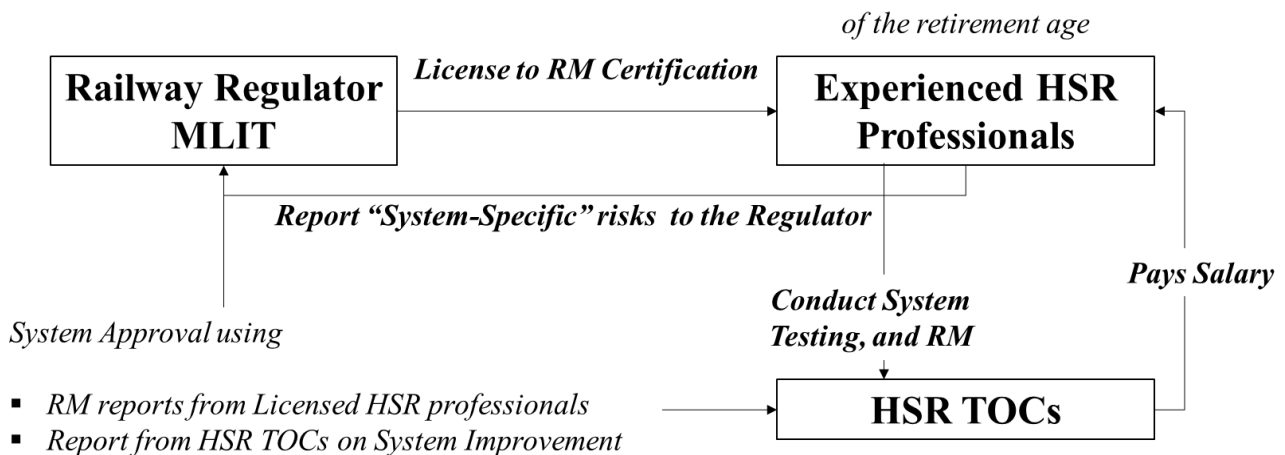 of the retirement age
License to RM Certification
Railway Regulator
MLIT
Experienced HSR
Professionals
Report “System-Specific” risks to the Regulator
Pays Salary
Conduct System
Testing, and RM
System Approval using
▪ RM reports from Licensed HSR professionals
▪ Report from HSR TOCs on System Improvement
HSR TOCs